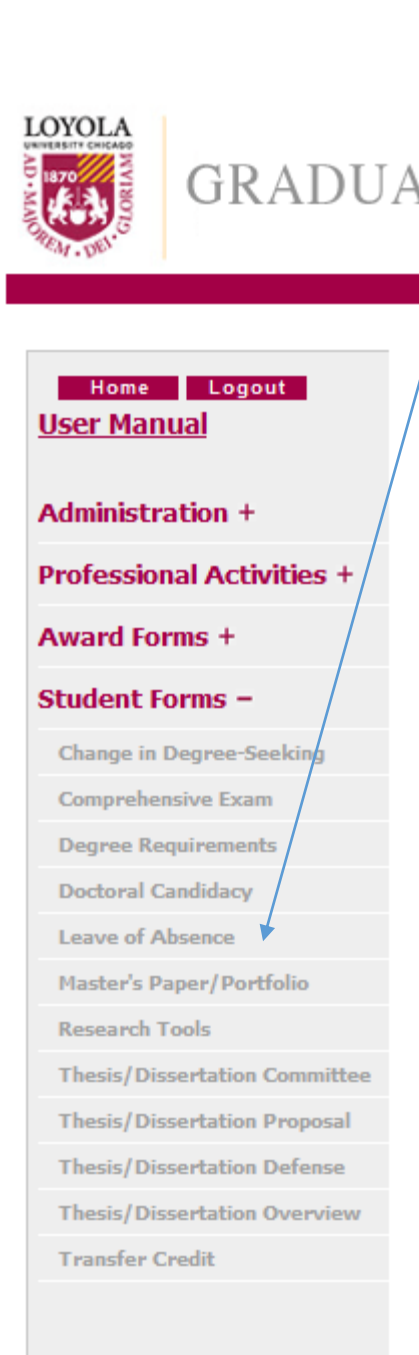 LOYOLA
UNIVERSITY CHICAGO
1870
AD · MAJOREM · DEI · GLORIAM
GRADUA
Home Logout
User Manual
Administration +
Professional Activities +
Award Forms +
Student Forms −
Change in Degree-Seeking
Comprehensive Exam
Degree Requirements
Doctoral Candidacy
Leave of Absence
Master's Paper/Portfolio
Research Tools
Thesis/Dissertation Committee
Thesis/Dissertation Proposal
Thesis/Dissertation Defense
Thesis/Dissertation Overview
Transfer Credit